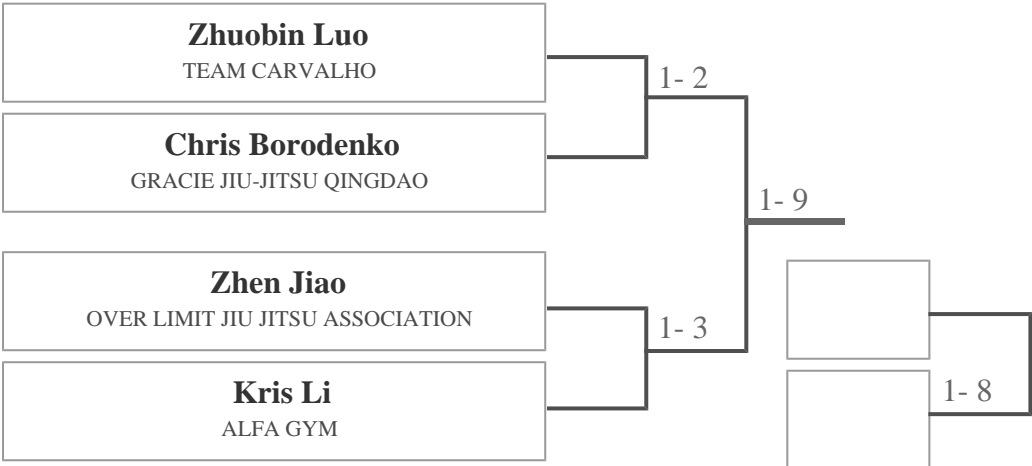 Zhuobin Luo
TEAM CARVALHO
1- 2
Chris Borodenko
GRACIE JIU-JITSU QINGDAO
1- 9
Zhen Jiao
OVER LIMIT JIU JITSU ASSOCIATION
1- 3
Kris Li
ALFA GYM
1- 8